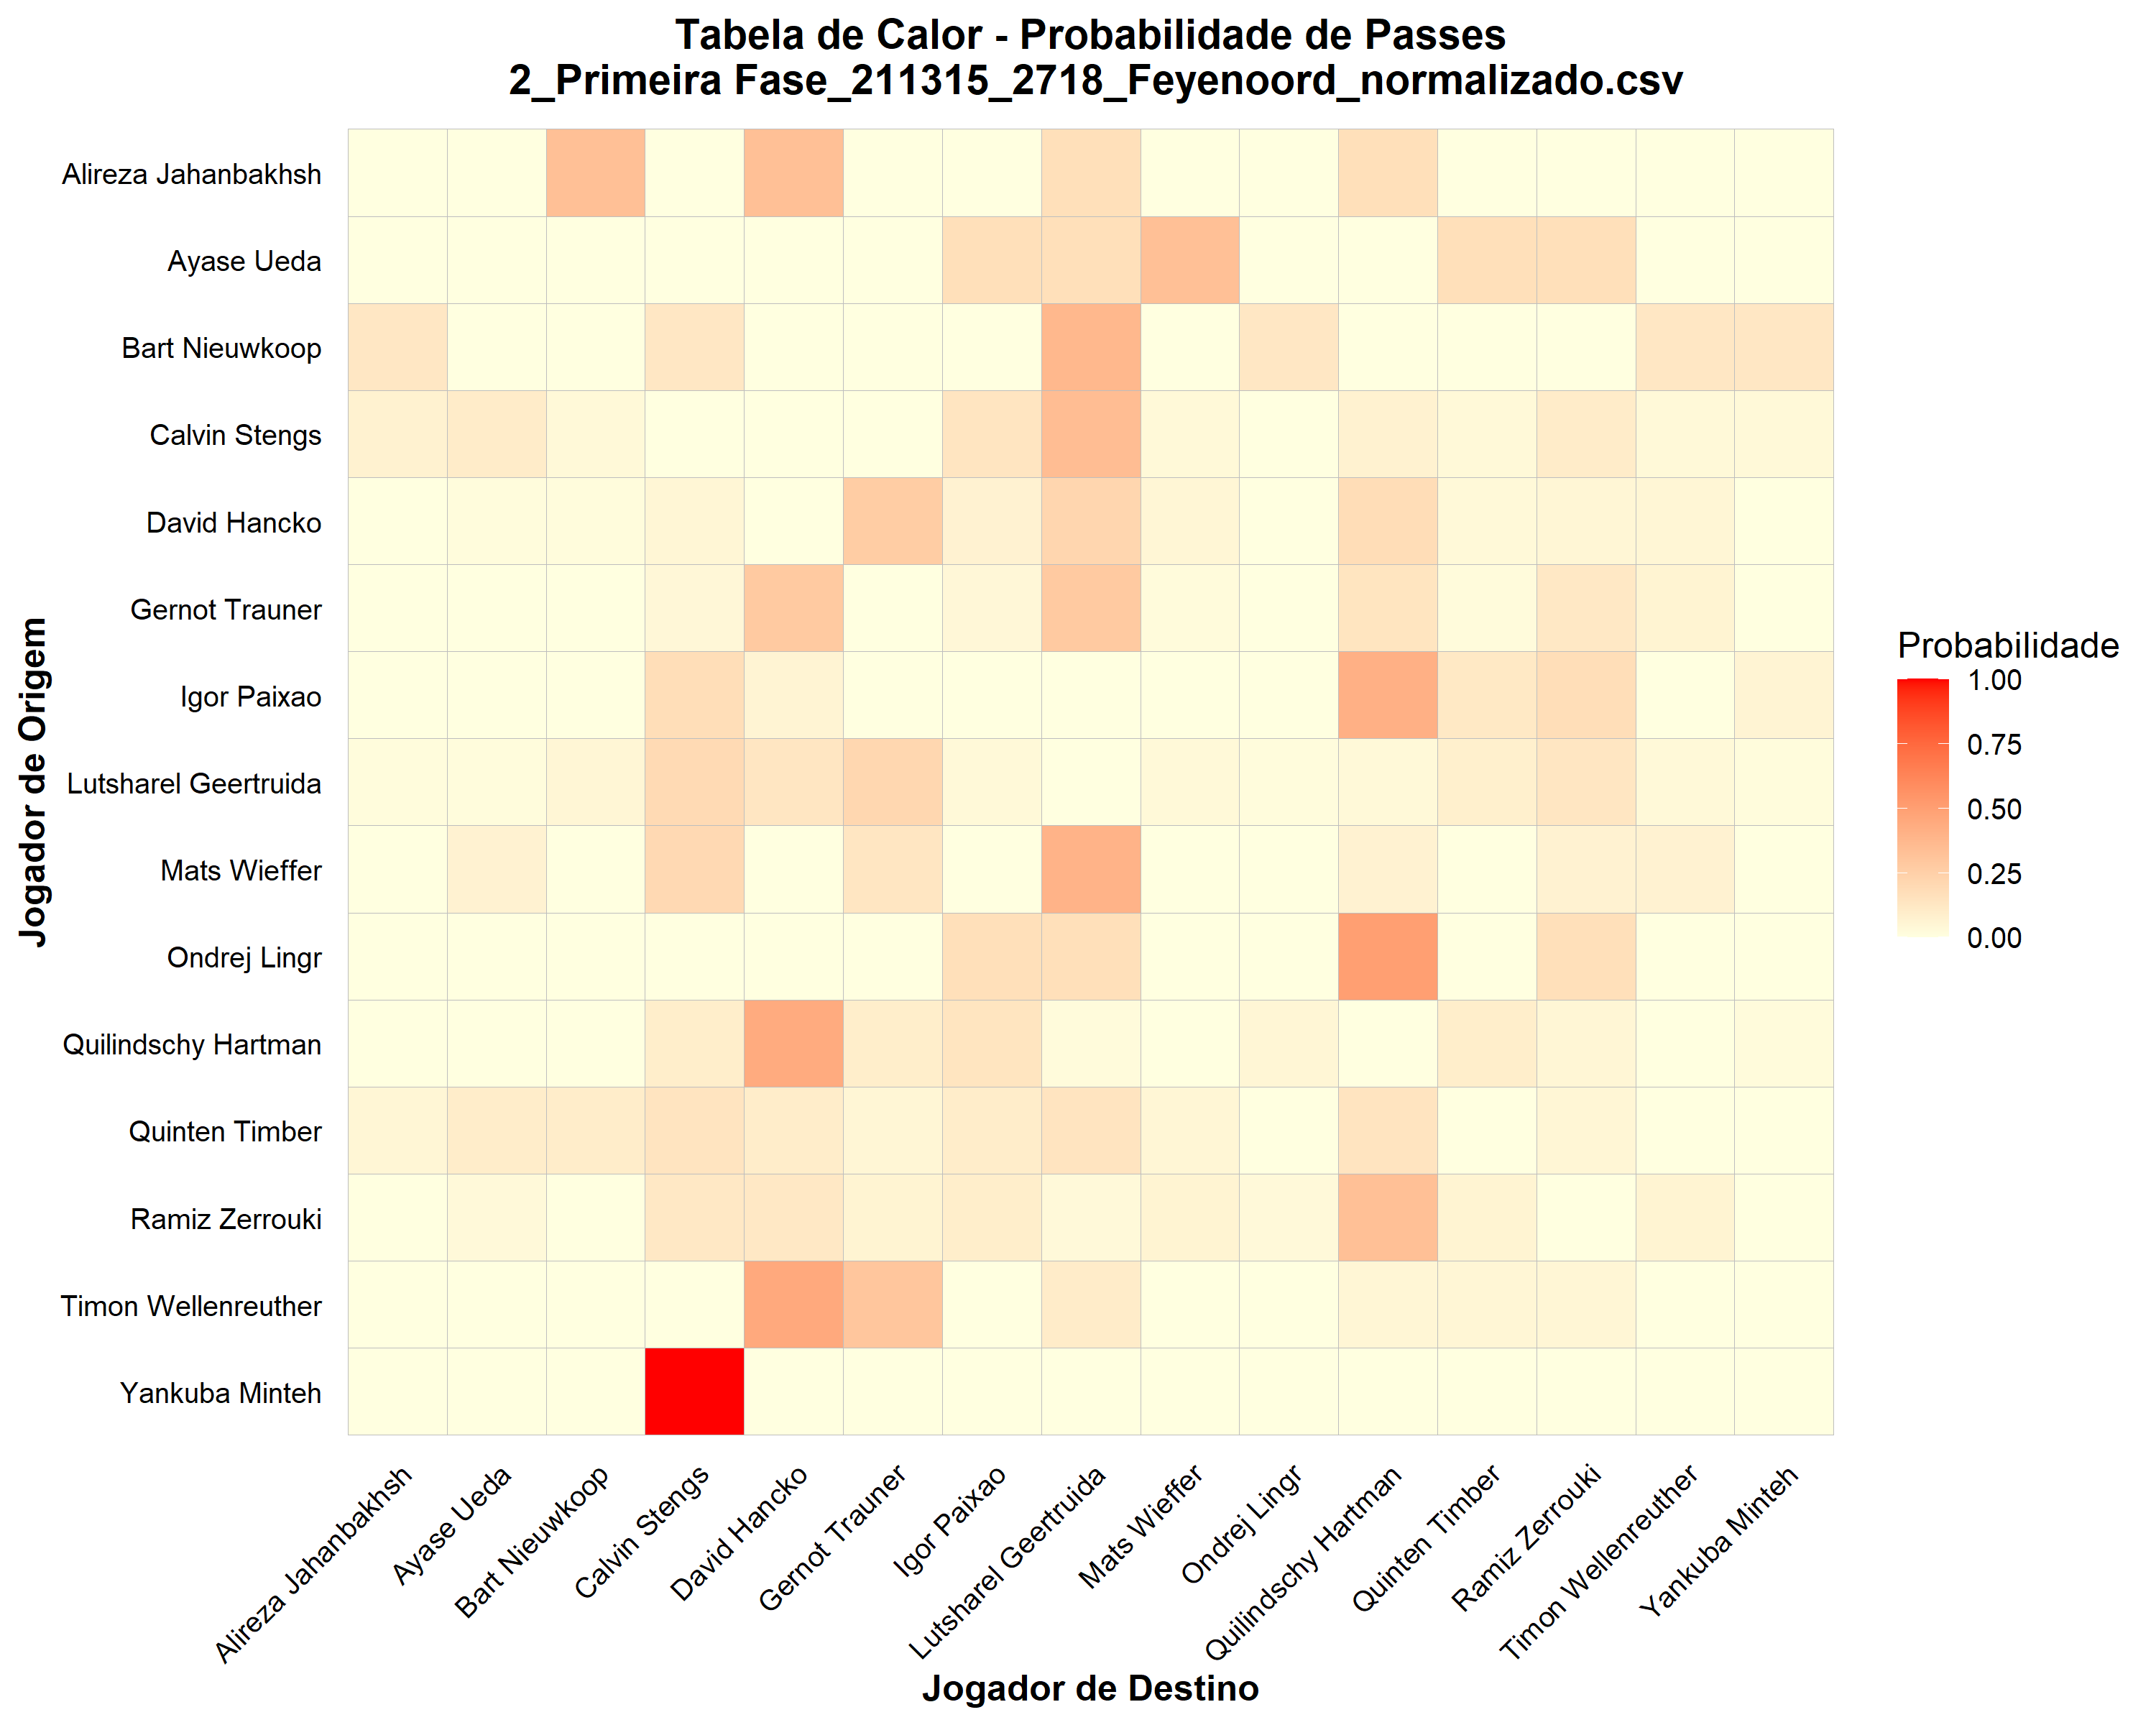 Tabela de Calor - Probabilidade de Passes
2_Primeira Fase_211315_2718_Feyenoord_normalizado.csv
Jogador de Origem
Alireza Jahanbakhsh
Ayase Ueda
Bart Nieuwkoop
Calvin Stengs
David Hancko
Gernot Trauner
Igor Paixao
Lutsharel Geertruida
Mats Wieffer
Ondrej Lingr
Quilindschy Hartman
Quinten Timber
Ramiz Zerrouki
Timon Wellenreuther
Yankuba Minteh
Alireza Jahanbakhsh
Ayase Ueda
Bart Nieuwkoop
Calvin Stengs
David Hancko
Gernot Trauner
Igor Paixao
Lutsharel Geertruida
Mats Wieffer
Ondrej Lingr
Quilindschy Hartman
Quinten Timber
Ramiz Zerrouki
Timon Wellenreuther
Yankuba Minteh
Jogador de Destino
Probabilidade
1.00
0.75
0.50
0.25
0.00